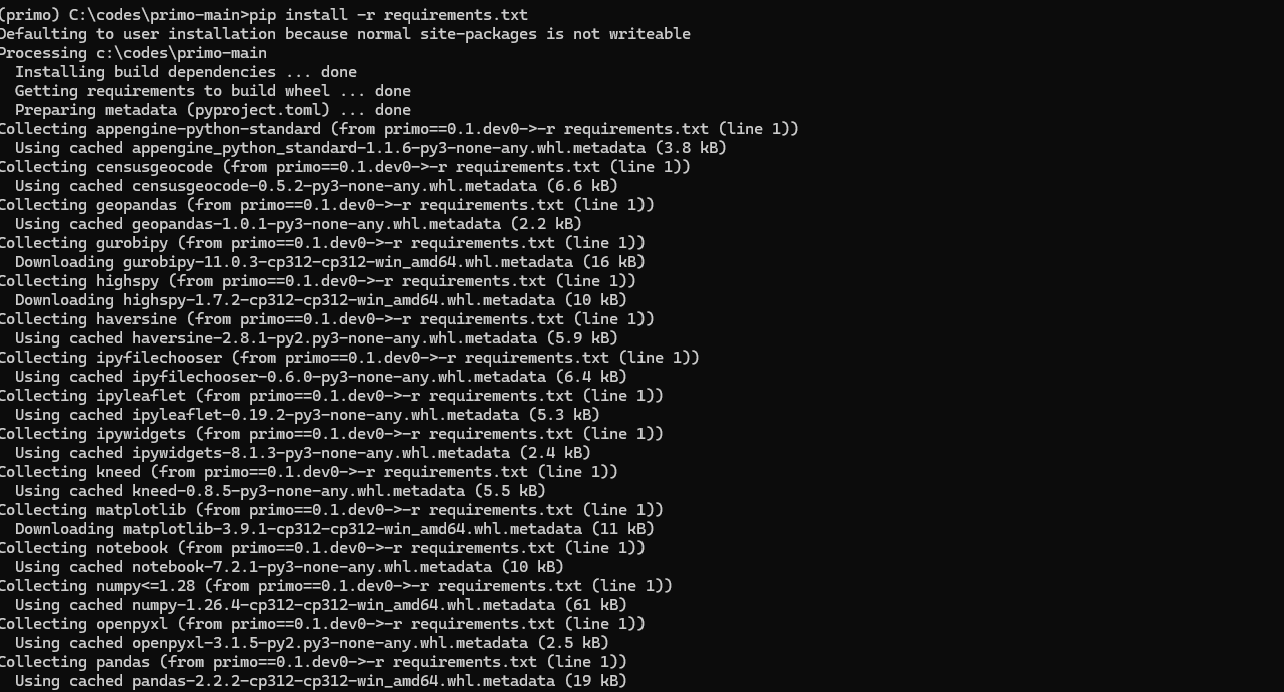 (primo) C:\codes\primo-main>pip install -r requirements.txt
Defaulting to user installation because normal site-packages is not writeable
Processing c:\codes\primo-main
  Installing build dependencies ... done
  Getting requirements to build wheel ... done
  Preparing metadata (pyproject.toml) ... done
Collecting appengine-python-standard (from primo==0.1.dev0->-r requirements.txt (line 1))
  Using cached appengine_python_standard-1.1.6-py3-none-any.whl.metadata (3.8 kB)
Collecting censusgeocode (from primo==0.1.dev0->-r requirements.txt (line 1))
  Using cached censusgeocode-0.5.2-py3-none-any.whl.metadata (6.6 kB)
Collecting geopandas (from primo==0.1.dev0->-r requirements.txt (line 1))
  Using cached geopandas-1.0.1-py3-none-any.whl.metadata (2.2 kB)
Collecting gurobipy (from primo==0.1.dev0->-r requirements.txt (line 1))
  Downloading gurobipy-11.0.3-cp312-cp312-win_amd64.whl.metadata (16 kB)
Collecting highspy (from primo==0.1.dev0->-r requirements.txt (line 1))
  Downloading highspy-1.7.2-cp312-cp312-win_amd64.whl.metadata (10 kB)
Collecting haversine (from primo==0.1.dev0->-r requirements.txt (line 1))
  Using cached haversine-2.8.1-py2.py3-none-any.whl.metadata (5.9 kB)
Collecting ipyfilechooser (from primo==0.1.dev0->-r requirements.txt (line 1))
  Using cached ipyfilechooser-0.6.0-py3-none-any.whl.metadata (6.4 kB)
Collecting ipyleaflet (from primo==0.1.dev0->-r requirements.txt (line 1))
  Using cached ipyleaflet-0.19.2-py3-none-any.whl.metadata (5.3 kB)
Collecting ipywidgets (from primo==0.1.dev0->-r requirements.txt (line 1))
  Using cached ipywidgets-8.1.3-py3-none-any.whl.metadata (2.4 kB)
Collecting kneed (from primo==0.1.dev0->-r requirements.txt (line 1))
  Using cached kneed-0.8.5-py3-none-any.whl.metadata (5.5 kB)
Collecting matplotlib (from primo==0.1.dev0->-r requirements.txt (line 1))
  Downloading matplotlib-3.9.1-cp312-cp312-win_amd64.whl.metadata (11 kB)
Collecting notebook (from primo==0.1.dev0->-r requirements.txt (line 1))
  Using cached notebook-7.2.1-py3-none-any.whl.metadata (10 kB)
Collecting numpy<=1.28 (from primo==0.1.dev0->-r requirements.txt (line 1))
  Using cached numpy-1.26.4-cp312-cp312-win_amd64.whl.metadata (61 kB)
Collecting openpyxl (from primo==0.1.dev0->-r requirements.txt (line 1))
  Using cached openpyxl-3.1.5-py2.py3-none-any.whl.metadata (2.5 kB)
Collecting pandas (from primo==0.1.dev0->-r requirements.txt (line 1))
  Using cached pandas-2.2.2-cp312-cp312-win_amd64.whl.metadata (19 kB)